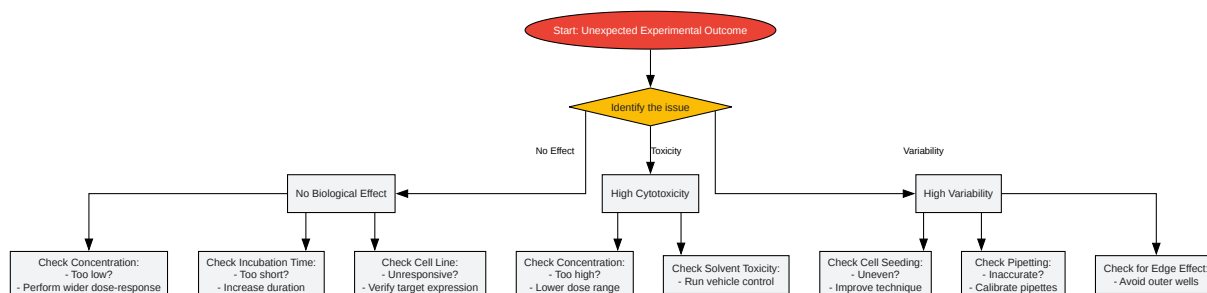 Start: Unexpected Experimental Outcome
Identify the issue
No Effect
Toxicity
Variability
No Biological Effect
High Cytotoxicity
High Variability
Check Concentration:
- Too low?
- Perform wider dose-response
Check Incubation Time:
- Too short?
- Increase duration
Check Cell Line:
- Unresponsive?
- Verify target expression
Check Concentration:
- Too high?
- Lower dose range
Check Solvent Toxicity:
- Run vehicle control
Check Cell Seeding:
- Uneven?
- Improve technique
Check Pipetting:
- Inaccurate?
- Calibrate pipettes
Check for Edge Effect:
- Avoid outer wells